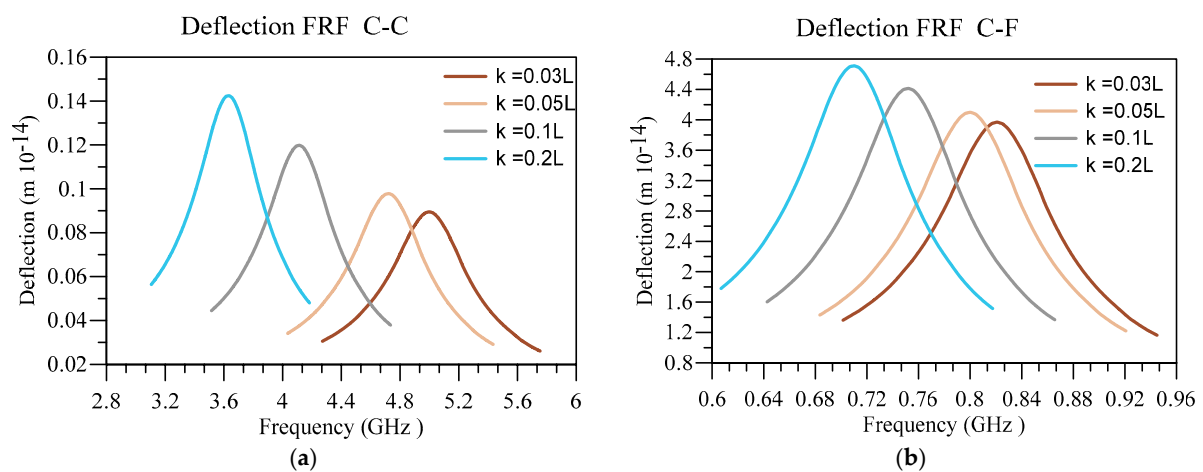 Deflection FRF C-C
0.16
0.14
0.12
0.1
0.08
0.06
0.04
0.02
Deflection (m 10⁻¹⁴)
k =0.03L
k =0.05L
k =0.1L
k =0.2L
2.8 3.2 3.6 4 4.4 4.8 5.2 5.6 6
Frequency (GHz )
(a)
Deflection FRF C-F
4.8
4.4
4
3.6
3.2
2.8
2.4
2
1.6
1.2
0.8
Deflection (m 10⁻¹⁴)
k =0.03L
k =0.05L
k =0.1L
k =0.2L
0.6 0.64 0.68 0.72 0.76 0.8 0.84 0.88 0.92 0.96
Frequency (GHz )
(b)